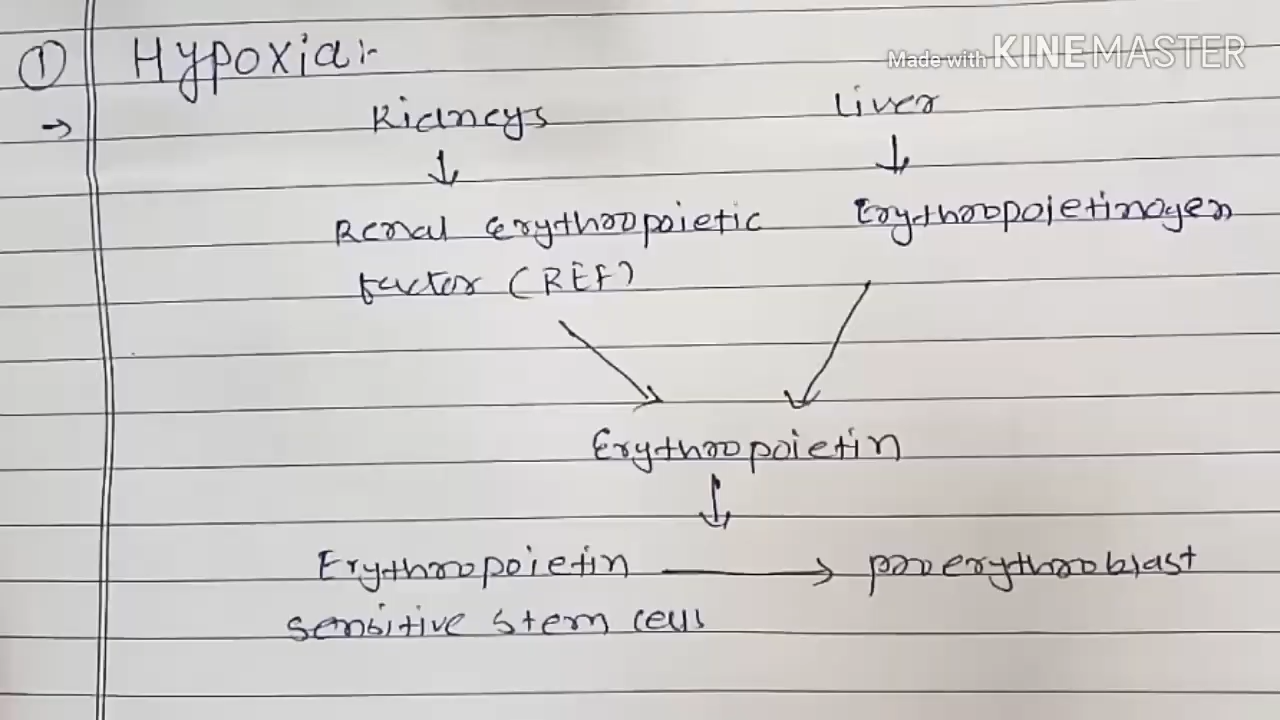 ① Hypoxia:-
Made with KINEMASTER
→ Kidneys Liver
↓ ↓
Renal Erythropoietic Erythropoietinogen
factor (REF)
Erythropoietin
↓
Erythropoietin → proerythroblast
sensitive stem cells